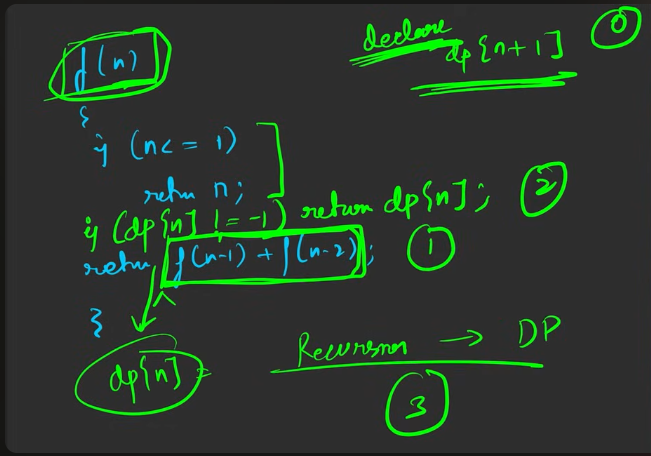 declare dp[n+1] 0
f(n)
{
if (n<=1)
return n;
if (dp[n] != -1) return dp[n]; 2
return f(n-1) + f(n-2); 1
}
dp[n] =
Recursion → DP
3